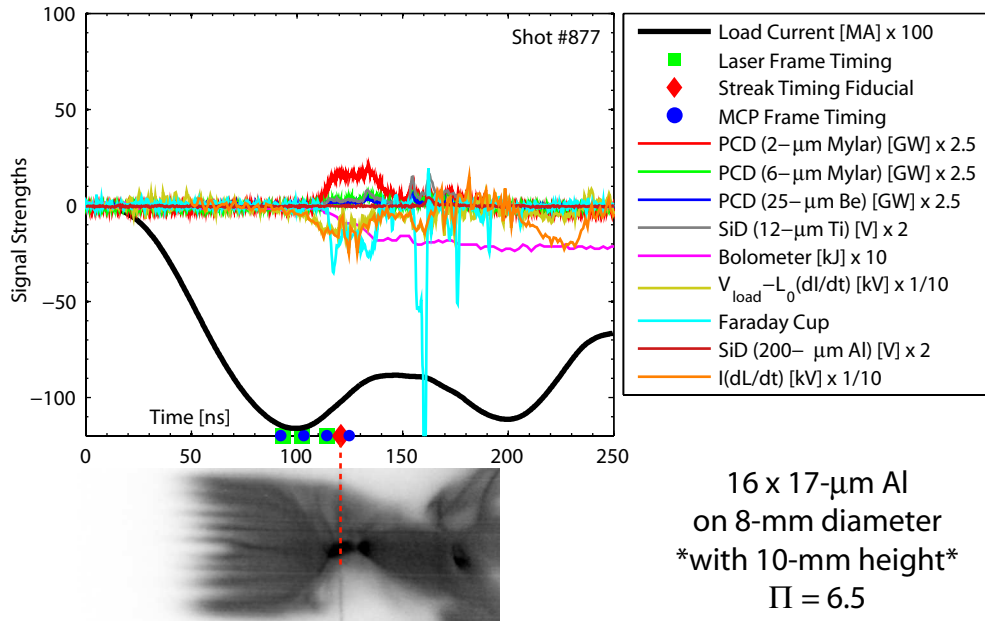 100
50
0
−50
−100
Signal Strengths
Shot #877
Time [ns]
0
50
100
150
200
250
Load Current [MA] x 100
Laser Frame Timing
Streak Timing Fiducial
MCP Frame Timing
PCD (2−μm Mylar) [GW] x 2.5
PCD (6−μm Mylar) [GW] x 2.5
PCD (25−μm Be) [GW] x 2.5
SiD (12−μm Ti) [V] x 2
Bolometer [kJ] x 10
V_load−L_0(dI/dt) [kV] x 1/10
Faraday Cup
SiD (200− μm Al) [V] x 2
I(dL/dt) [kV] x 1/10
16 x 17-μm Al
on 8-mm diameter
*with 10-mm height*
Π = 6.5